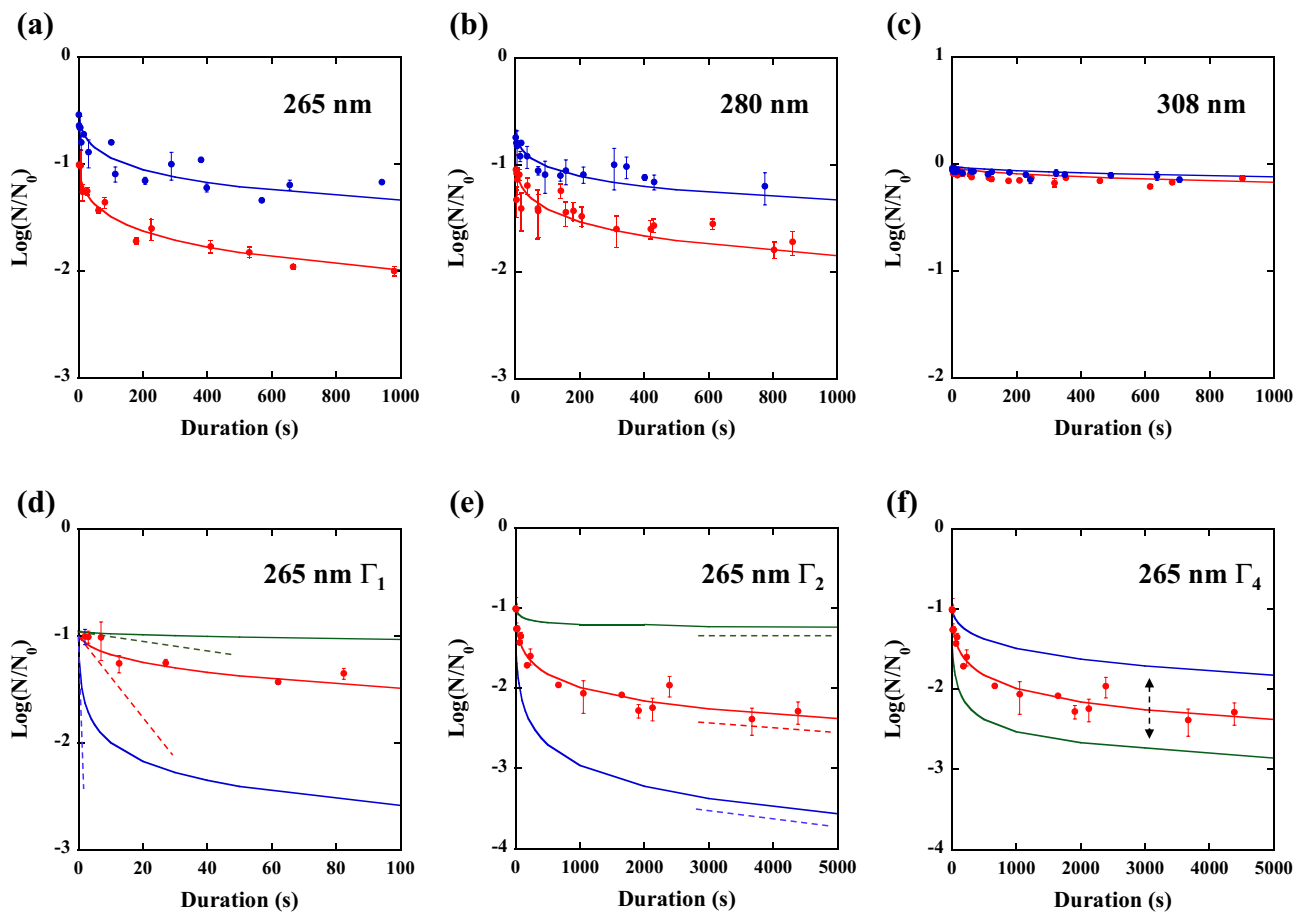 (a)
265 nm
0
-1
-2
-3
Log(N/N0)
0 200 400 600 800 1000
Duration (s)
(b)
280 nm
0
-1
-2
-3
Log(N/N0)
0 200 400 600 800 1000
Duration (s)
(c)
308 nm
1
0
-1
-2
Log(N/N0)
0 200 400 600 800 1000
Duration (s)
(d)
265 nm Γ1
0
-1
-2
-3
Log(N/N0)
0 20 40 60 80 100
Duration (s)
(e)
265 nm Γ2
0
-1
-2
-3
-4
Log(N/N0)
0 1000 2000 3000 4000 5000
Duration (s)
(f)
265 nm Γ4
0
-1
-2
-3
-4
Log(N/N0)
0 1000 2000 3000 4000 5000
Duration (s)